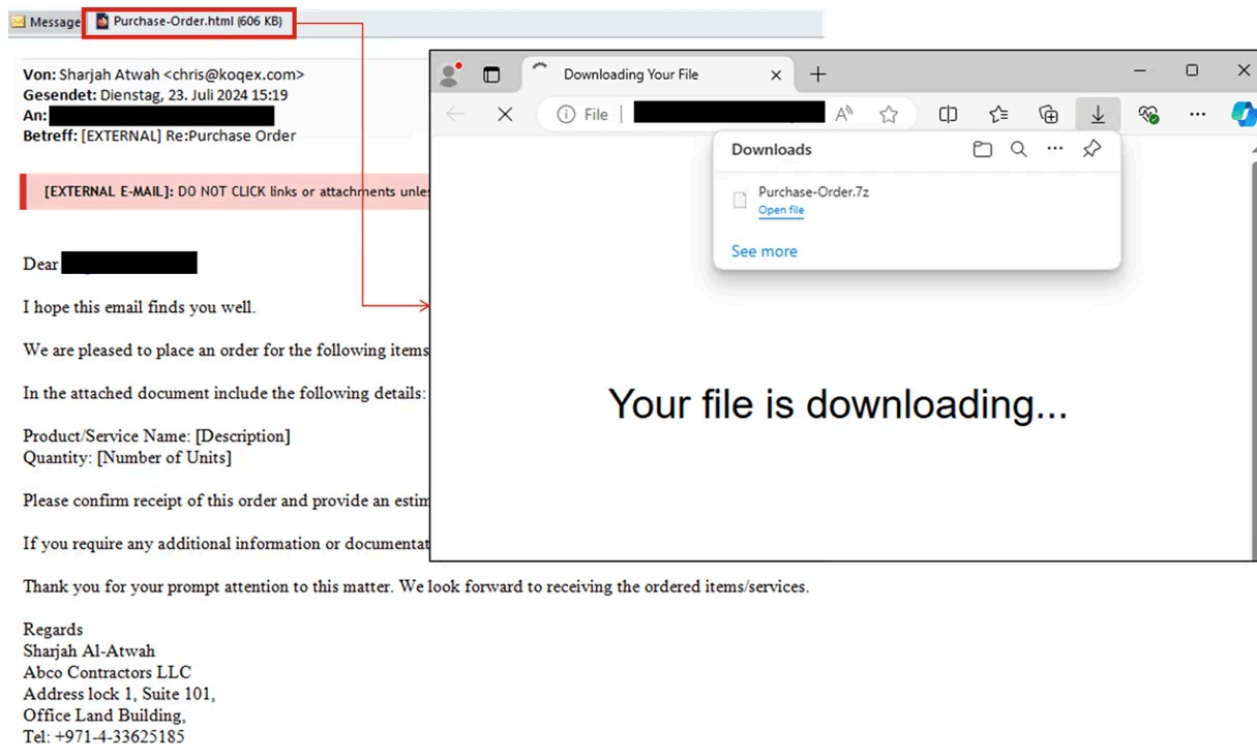 Message
Purchase-Order.html (606 KB)
Von: Sharjah Atwah <chris@koqex.com>
Gesendet: Dienstag, 23. Juli 2024 15:19
An:
Betreff: [EXTERNAL] Re:Purchase Order
[EXTERNAL E-MAIL]: DO NOT CLICK links or attachments unles
Dear
I hope this email finds you well.
We are pleased to place an order for the following items
In the attached document include the following details:
Product/Service Name: [Description]
Quantity: [Number of Units]
Please confirm receipt of this order and provide an estim
If you require any additional information or documentat
Thank you for your prompt attention to this matter. We look forward to receiving the ordered items/services.
Regards
Sharjah Al-Atwah
Abco Contractors LLC
Address lock 1, Suite 101,
Office Land Building,
Tel: +971-4-33625185
Downloading Your File
File
Downloads
Purchase-Order.7z
Open file
See more
Your file is downloading...